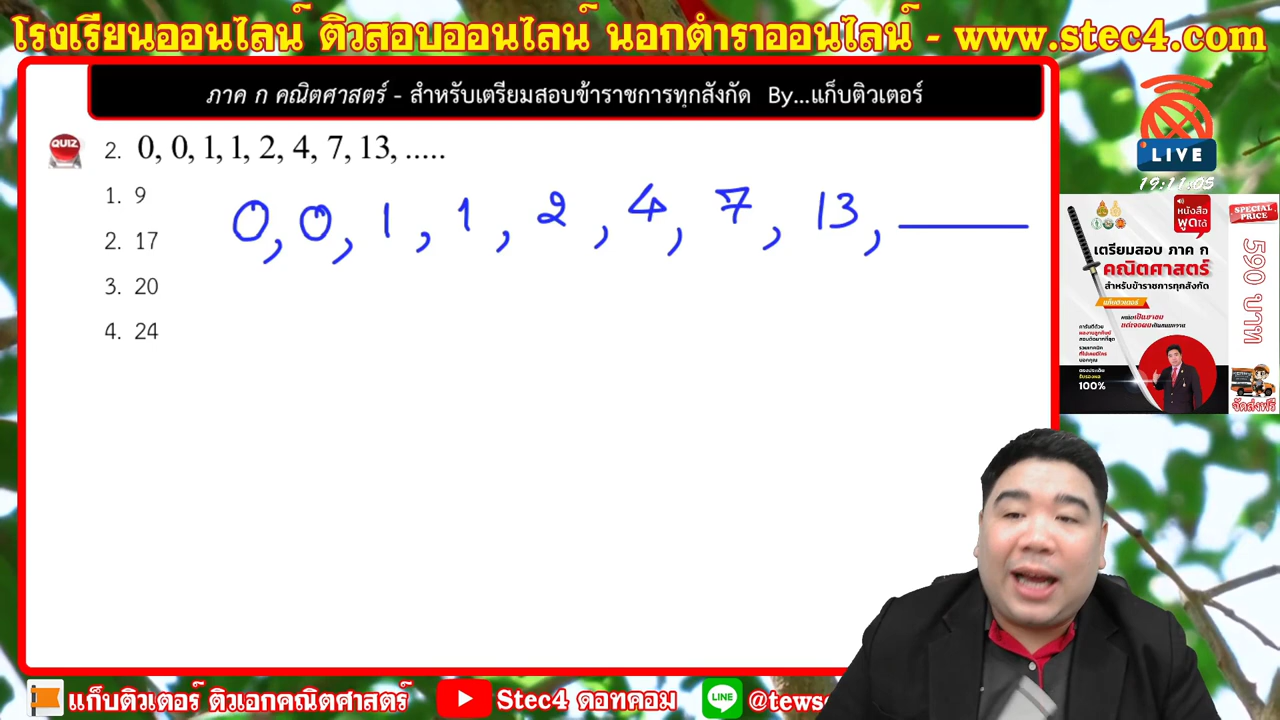 โรงเรียนออนไลน์ ติวสอบออนไลน์ นอกตำราออนไลน์ - www.stec4.com
ภาค ก คณิตศาสตร์ - สำหรับเตรียมสอบข้าราชการทุกสังกัด By...แก็บติวเตอร์
QUIZ
2. 0, 0, 1, 1, 2, 4, 7, 13, .....
1. 9
2. 17
3. 20
4. 24
0, 0, 1, 1, 2, 4, 7, 13, ____
LIVE
19:11:05
หนังสือ
พูดได้
เตรียมสอบ ภาค ก
คณิตศาสตร์
สำหรับข้าราชการทุกสังกัด
แก็บติวเตอร์
100%
SPECIAL
PRICE
590 บาท
จัดส่งฟรี
แก็บติวเตอร์ ติวเอกคณิตศาสตร์
Stec4 ดอทคอม
LINE
@tews